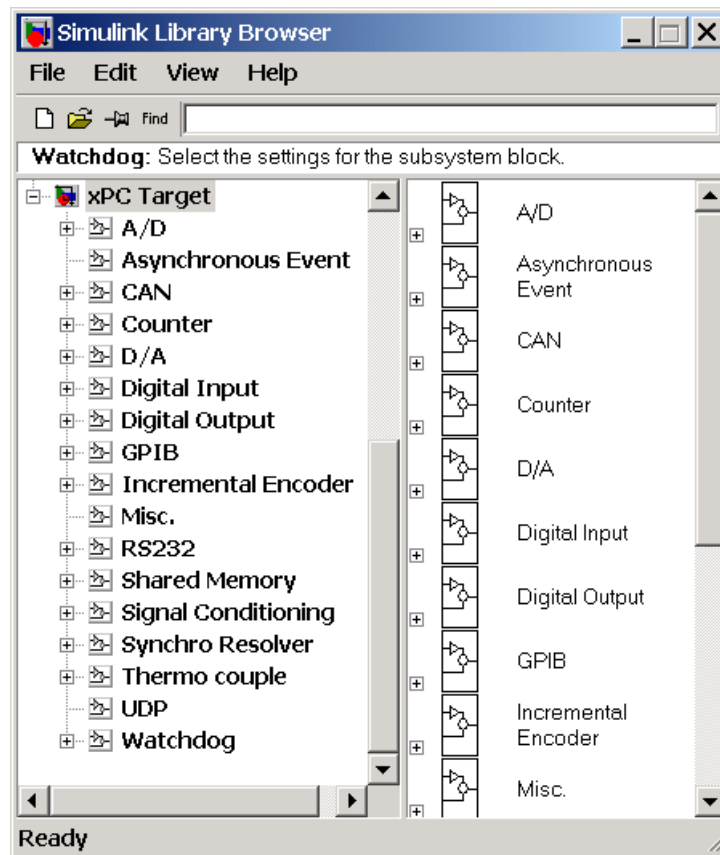 Simulink Library Browser
File Edit View Help
Find
Watchdog: Select the settings for the subsystem block.
xPC Target
A/D
Asynchronous Event
CAN
Counter
D/A
Digital Input
Digital Output
GPIB
Incremental Encoder
Misc.
RS232
Shared Memory
Signal Conditioning
Synchro Resolver
Thermo couple
UDP
Watchdog
A/D
Asynchronous
Event
CAN
Counter
D/A
Digital Input
Digital Output
GPIB
Incremental
Encoder
Misc.
Ready